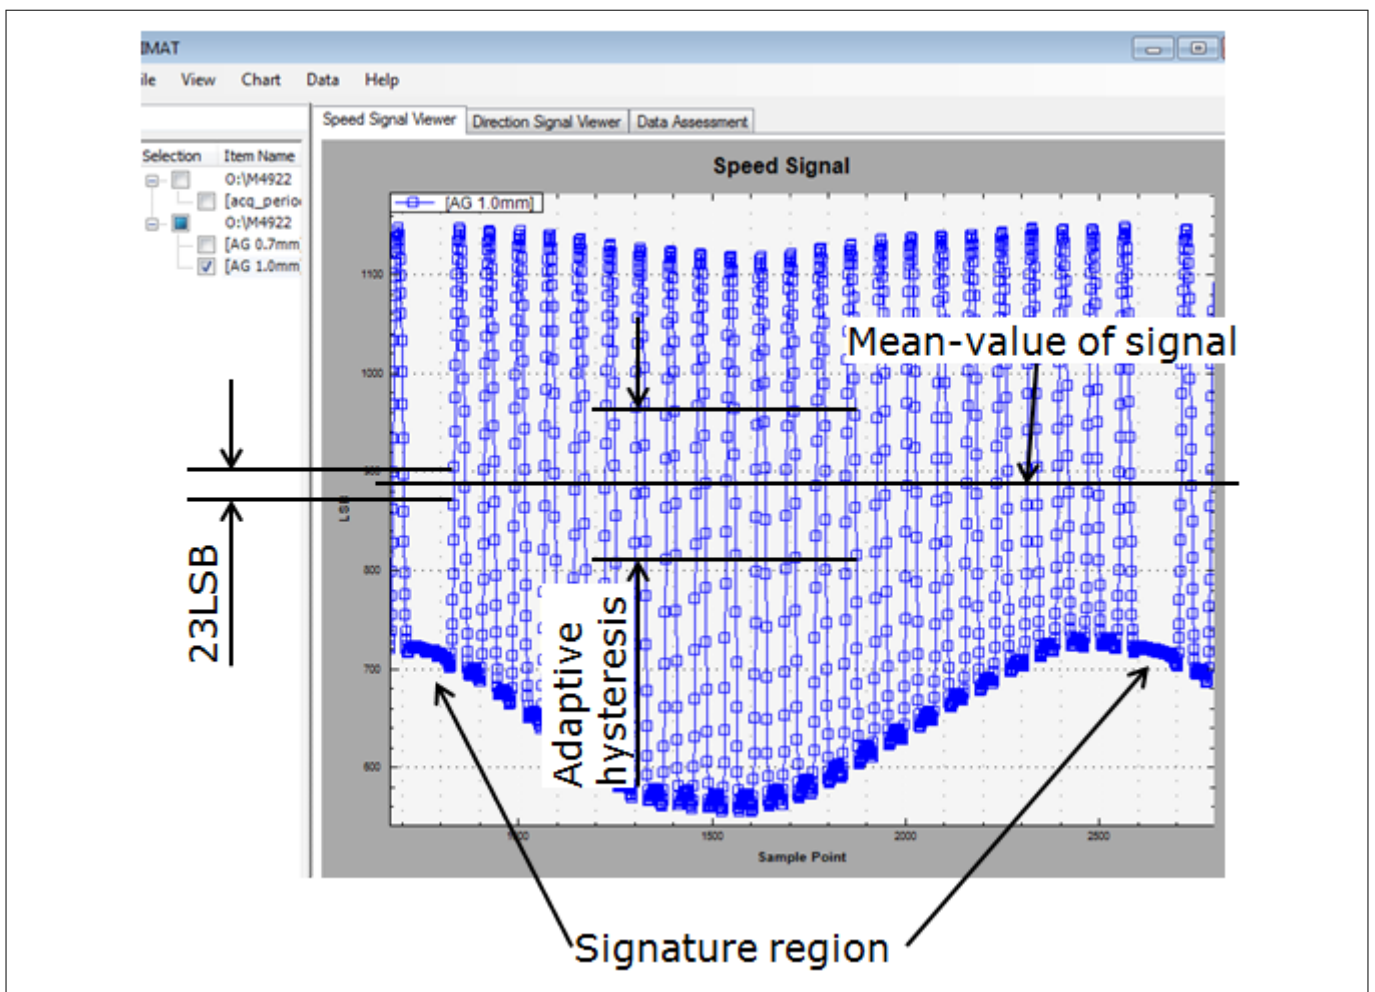 IMAT
ile View Chart Data Help
Speed Signal Viewer Direction Signal Viewer Data Assessment
Selection Item Name
O:\M4922
[acq_perio
O:\M4922
[AG 0.7mm
[AG 1.0mm
Speed Signal
[AG 1.0mm]
1100
1000
900
800
700
600
LSB
1000 1500 2000 2500
Sample Point
Mean-value of signal
23LSB
Adaptive
hysteresis
Signature region